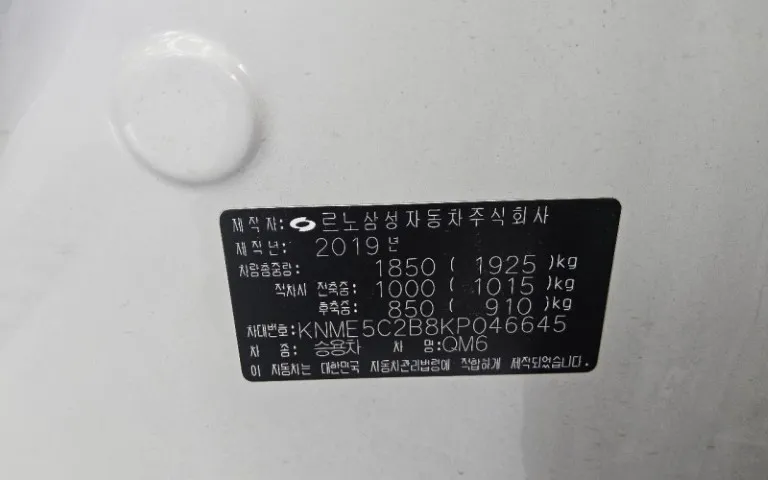 제작자: 르노삼성자동차주식회사
제작년: 2019년
차량총중량: 1850 ( 1925 )kg
적차시 전축중: 1000 ( 1015 )kg
후축중: 850 ( 910 )kg
차대번호:KNME5C2B8KP046645
차 종: 승용차 차 명:QM6
이 자동차는 대한민국 자동차관리법령에 적합하게 제작되었습니다.